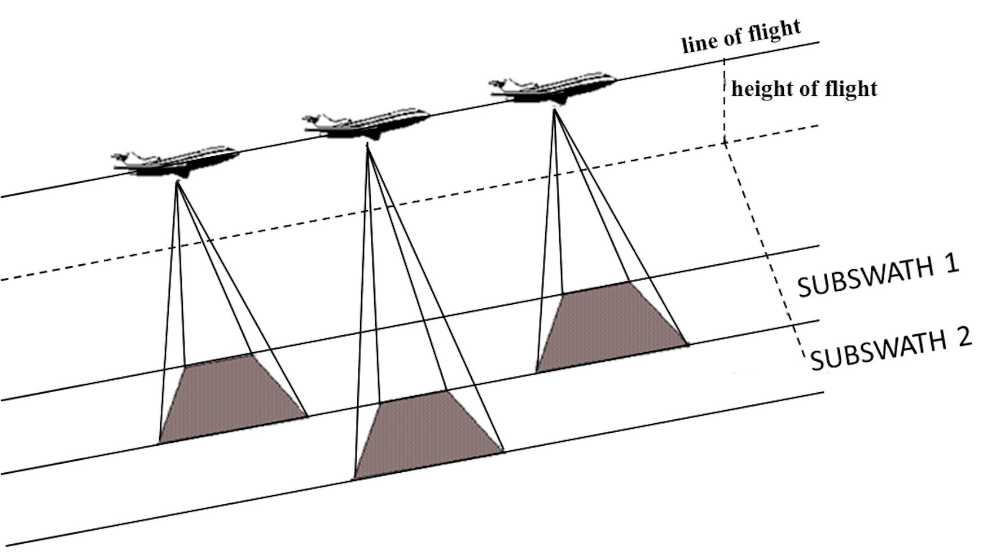 line of flight
height of flight
SUBSWATH 1
SUBSWATH 2